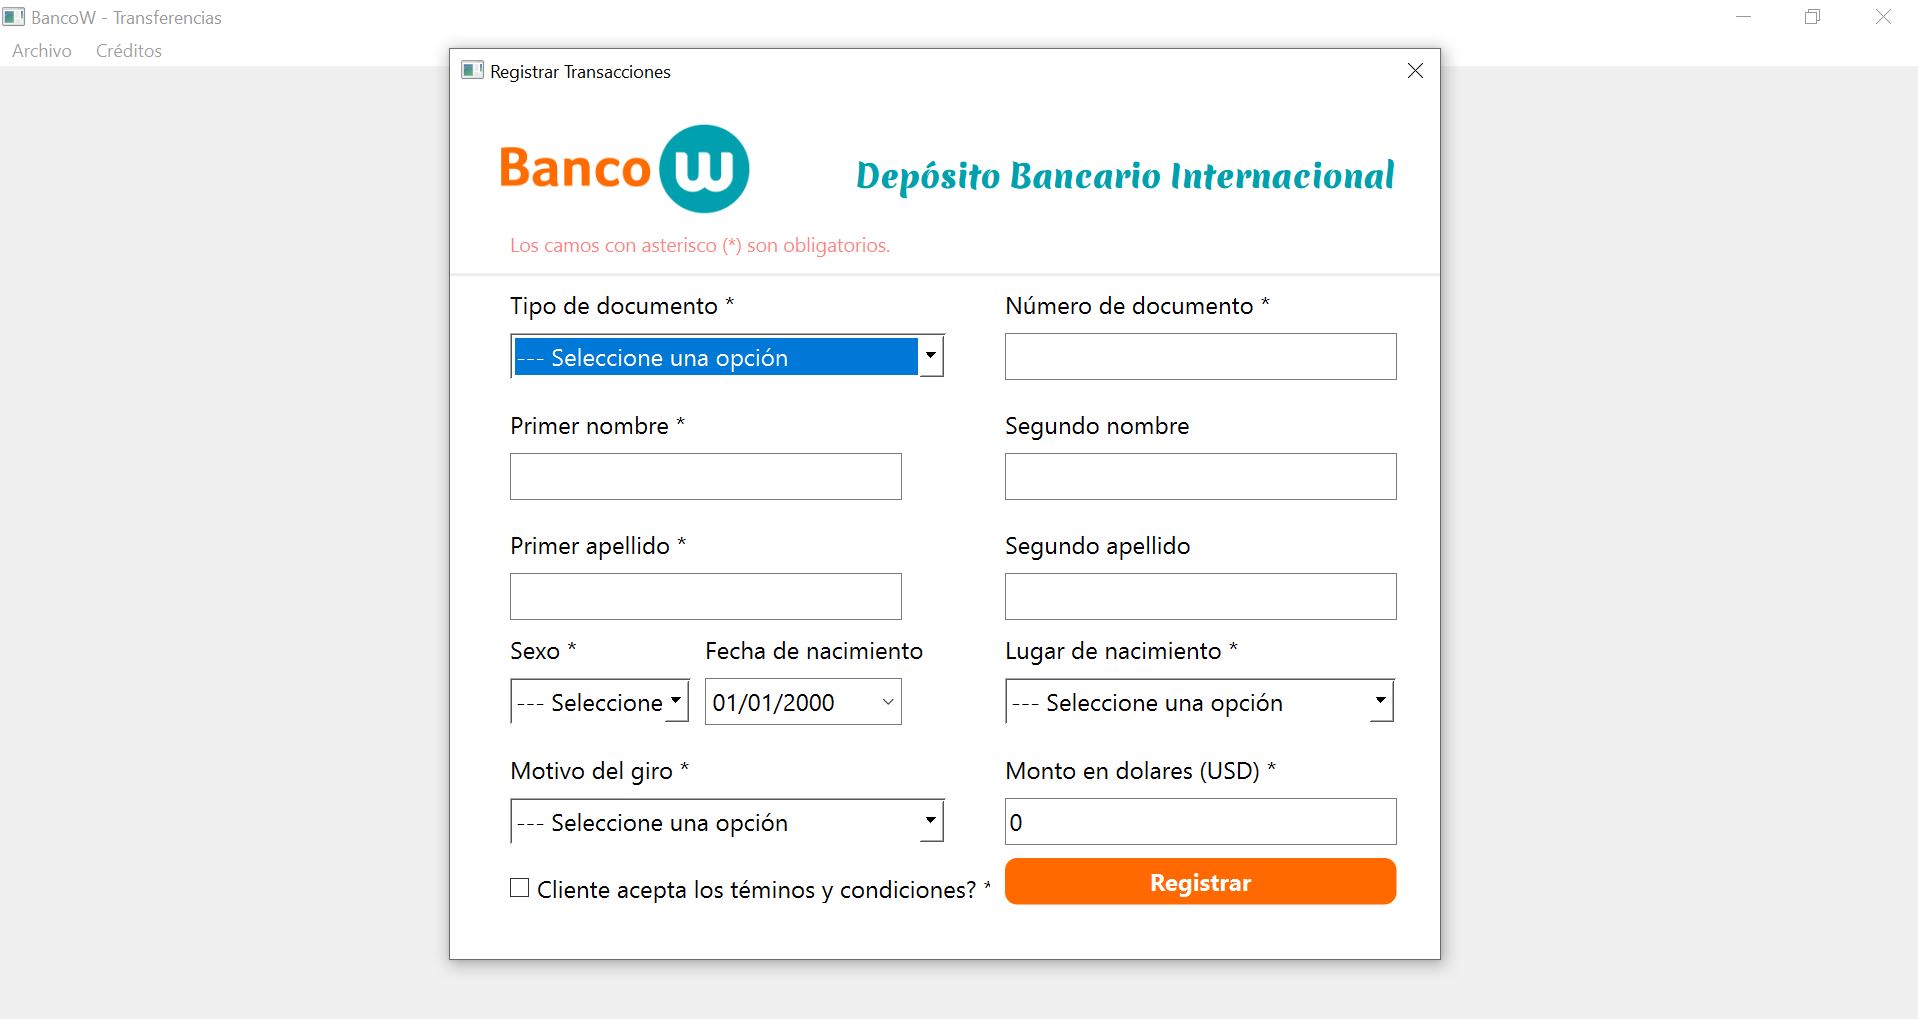 BancoW - Transferencias
Archivo Créditos
Registrar Transacciones
Banco W
Depósito Bancario Internacional
Los camos con asterisco (*) son obligatorios.
Tipo de documento * Número de documento *
--- Seleccione una opción
Primer nombre * Segundo nombre
Primer apellido * Segundo apellido
Sexo * Fecha de nacimiento Lugar de nacimiento *
--- Seleccione 01/01/2000 --- Seleccione una opción
Motivo del giro * Monto en dolares (USD) *
--- Seleccione una opción 0
Cliente acepta los téminos y condiciones? * Registrar